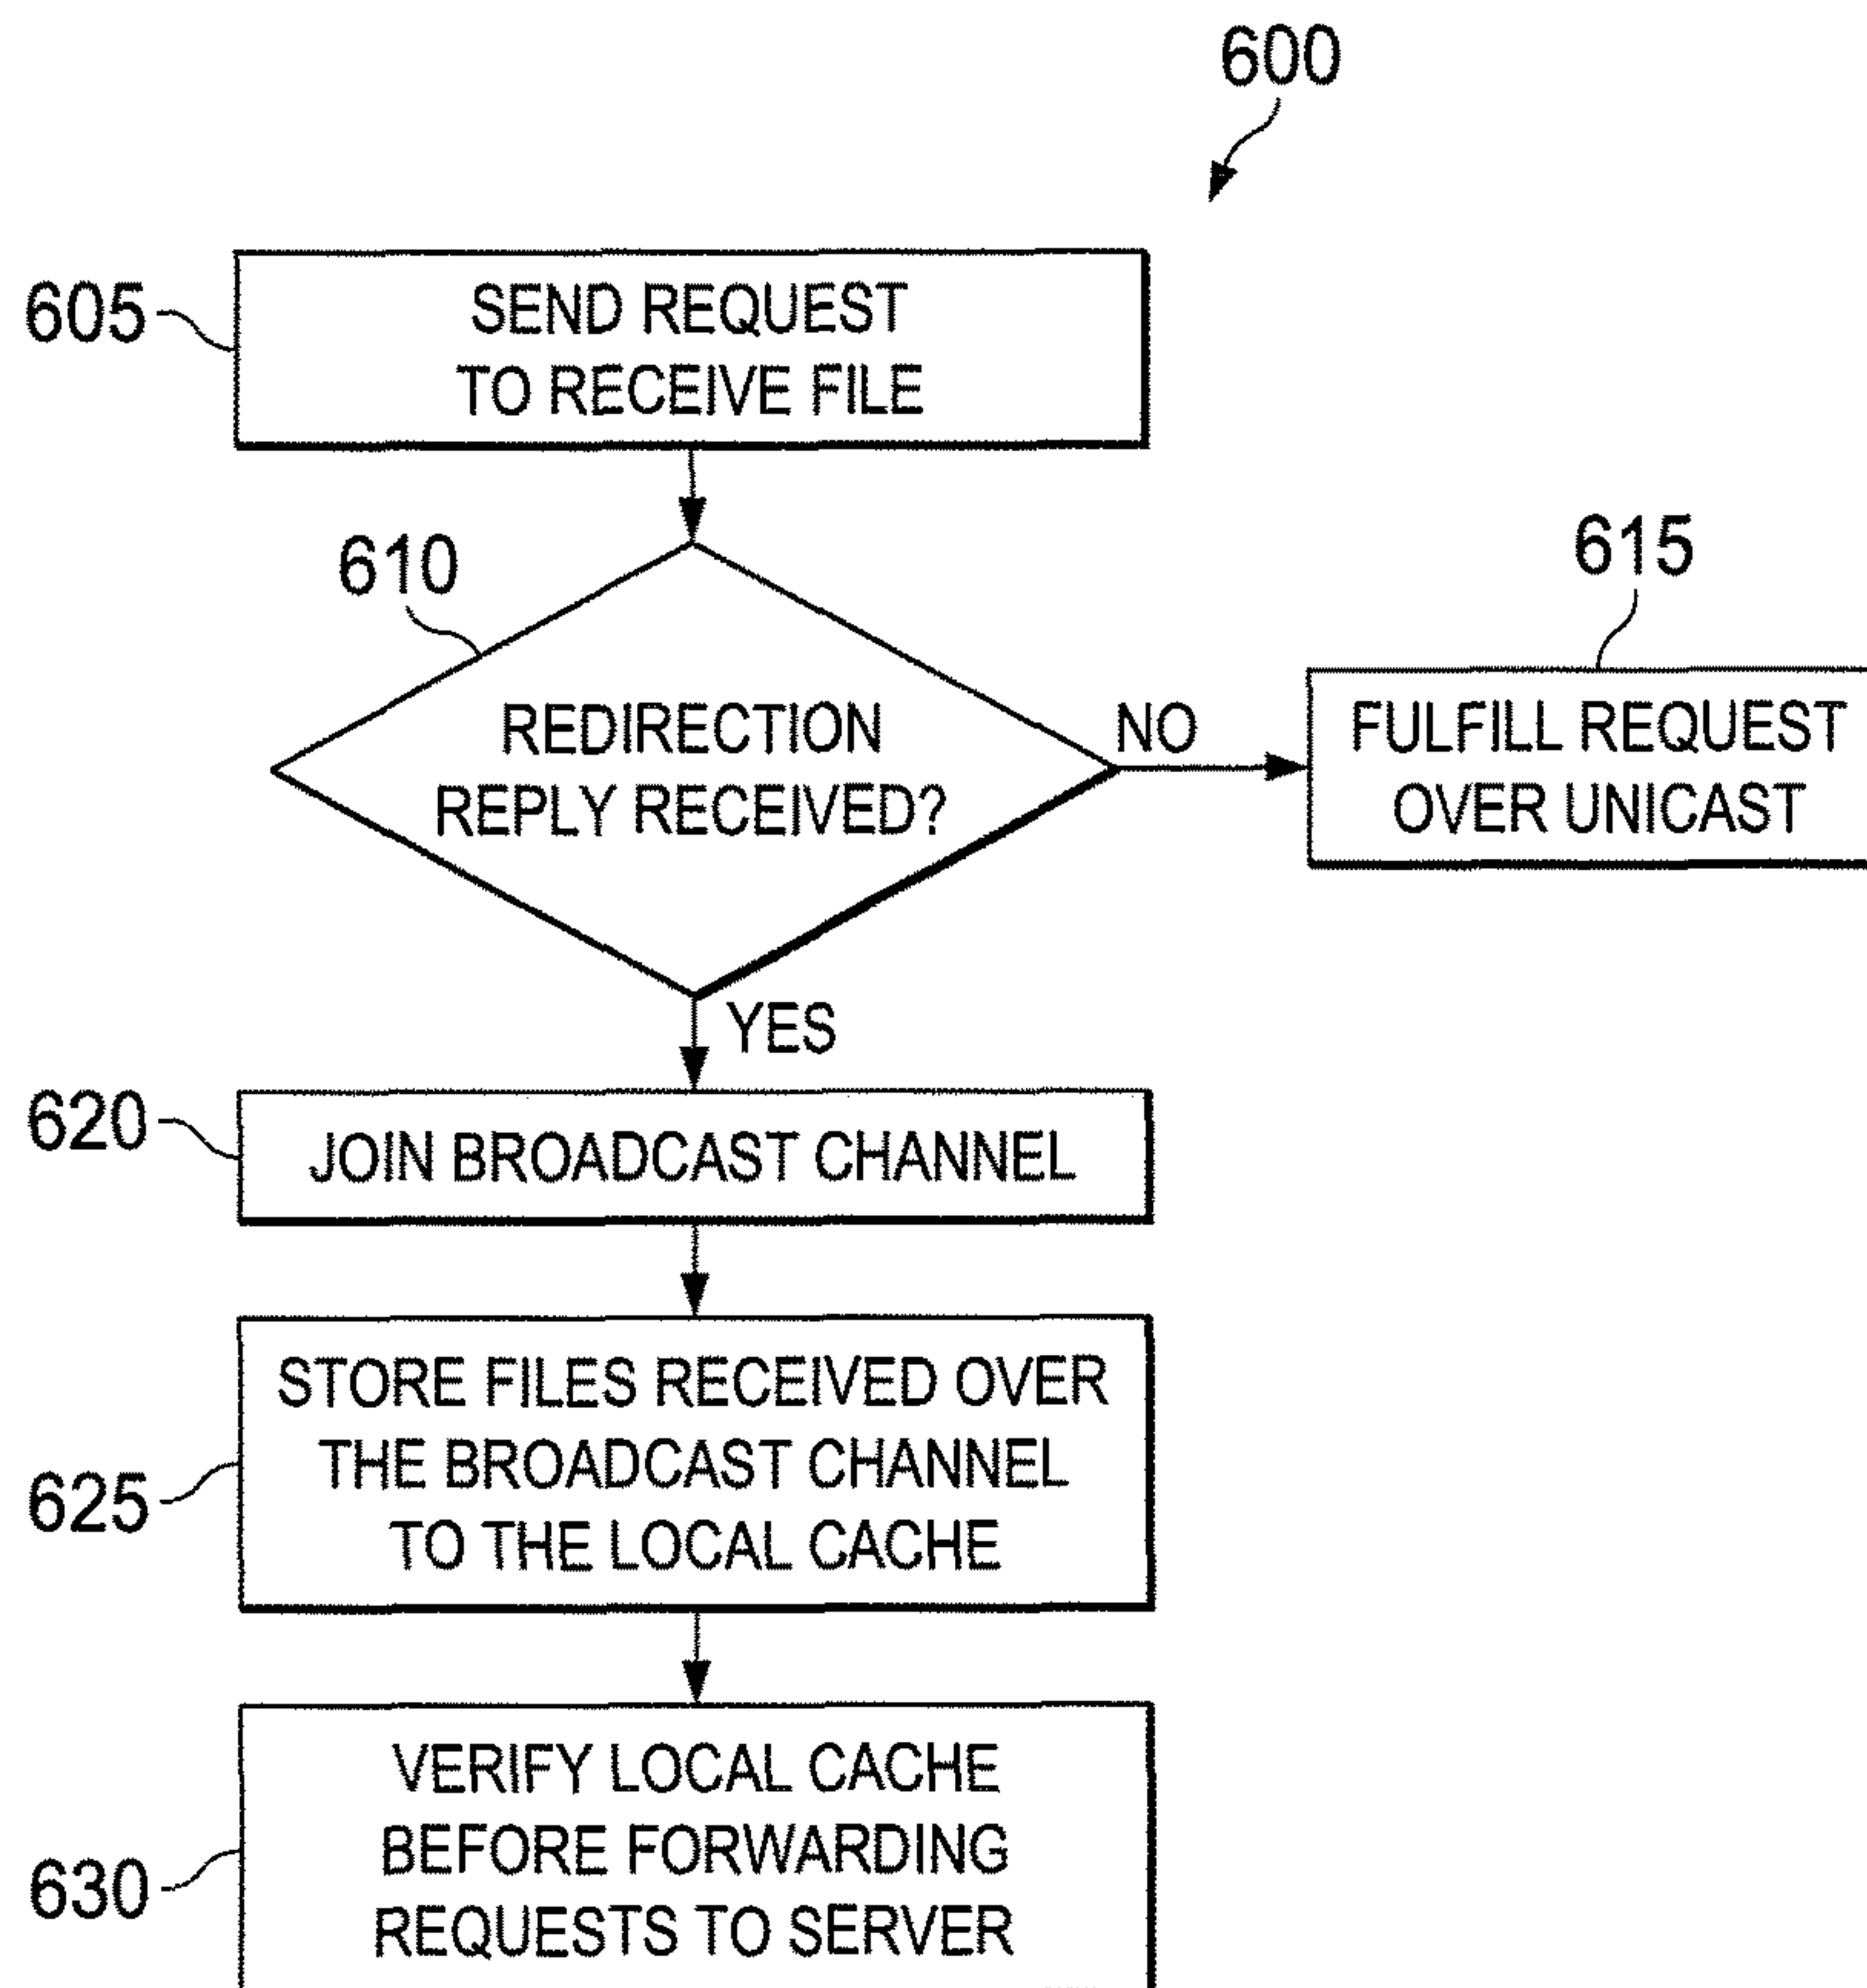 600
605
SEND REQUEST
TO RECEIVE FILE
610
REDIRECTION
REPLY RECEIVED?
NO
615
FULFILL REQUEST
OVER UNICAST
YES
620
JOIN BROADCAST CHANNEL
625
STORE FILES RECEIVED OVER
THE BROADCAST CHANNEL
TO THE LOCAL CACHE
630
VERIFY LOCAL CACHE
BEFORE FORWARDING
REQUESTS TO SERVER